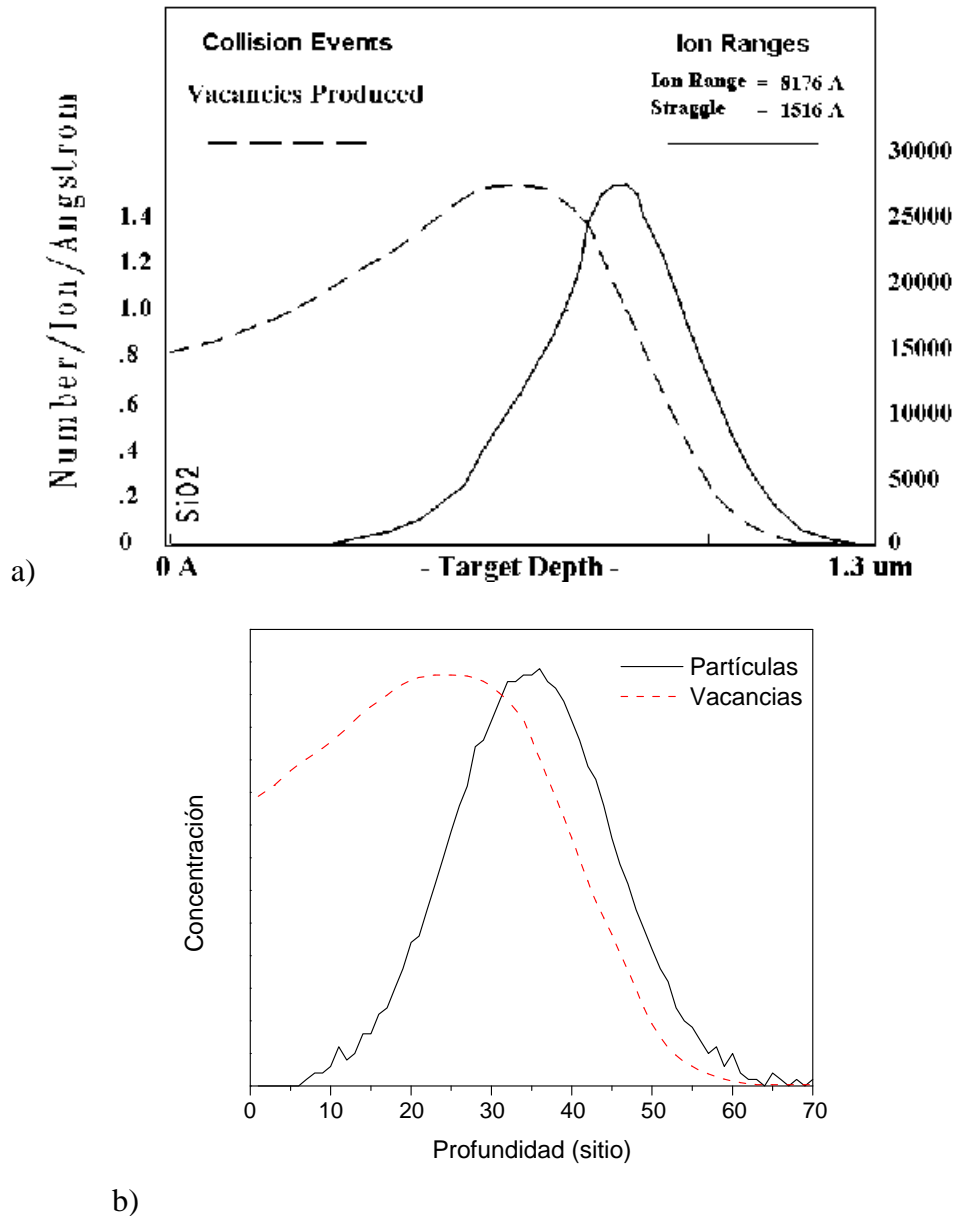 Collision Events
Ion Ranges
Vacancies Produced
Ion Range = 8176 A
Straggle – 1516 A
Number/Ion/Angstrom
1.4
1.2
1.0
.8
.6
.4
.2
0
30000
25000
20000
15000
10000
5000
0
SiO2
0 A
- Target Depth -
1.3 um
a)
Partículas
Vacancias
Concentración
0
10
20
30
40
50
60
70
Profundidad (sitio)
b)